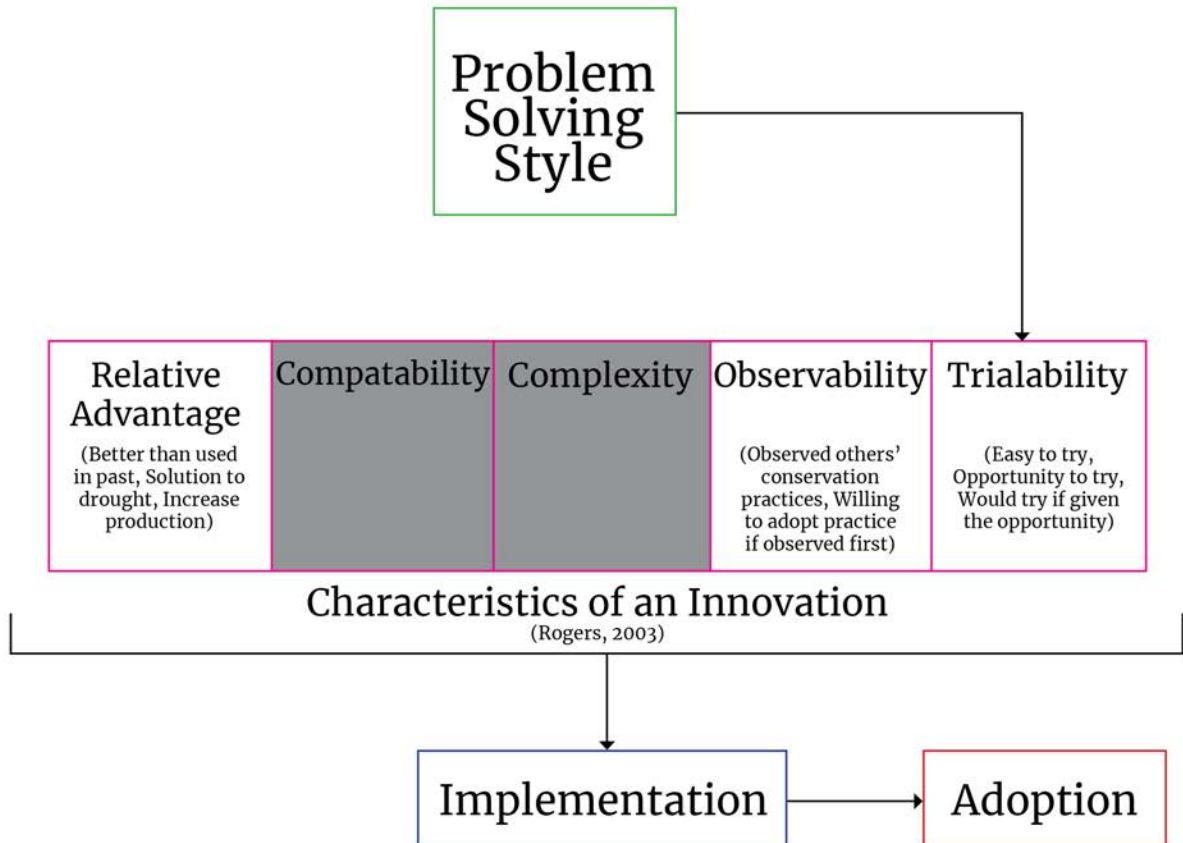 Problem
Solving
Style
Relative
Advantage
(Better than used
in past, Solution to
drought, Increase
production)
Compatability
Complexity
Observability
(Observed others’
conservation
practices, Willing
to adopt practice
if observed first)
Trialability
(Easy to try,
Opportunity to try,
Would try if given
the opportunity)
Characteristics of an Innovation
(Rogers, 2003)
Implementation
Adoption